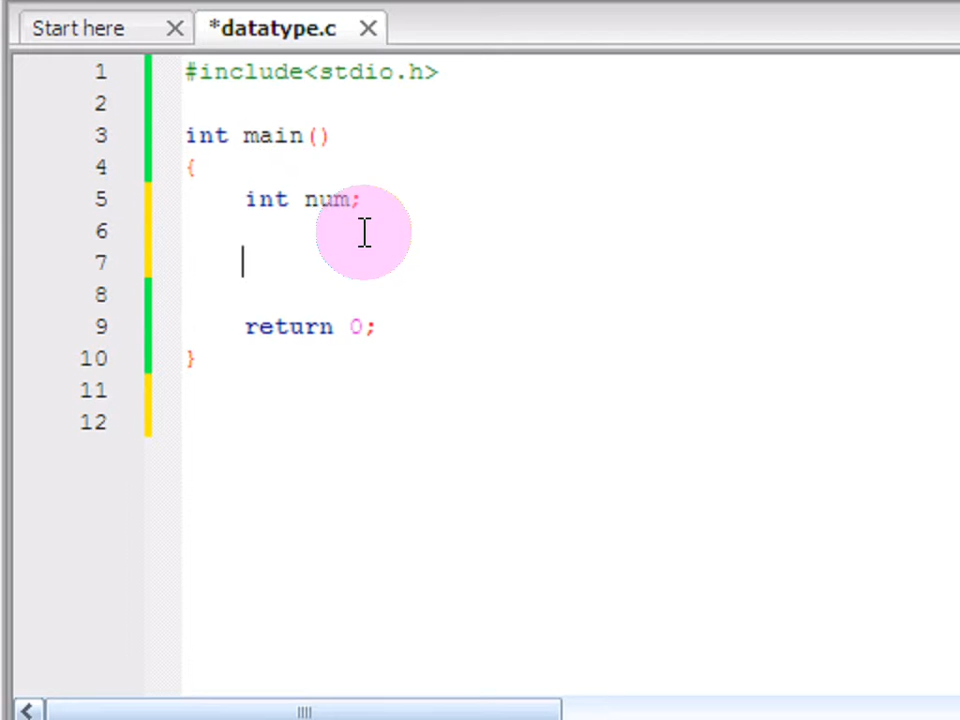 Start here *datatype.c
1 #include<stdio.h>
2
3 int main()
4 {
5 int num;
6
7
8
9 return 0;
10 }
11
12